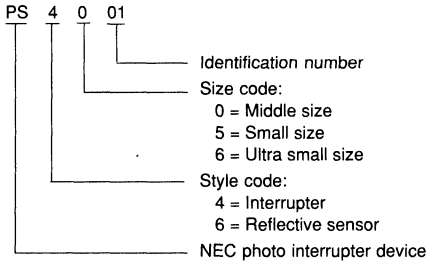 PS 4 0 01
Identification number
Size code:
0 = Middle size
5 = Small size
6 = Ultra small size
Style code:
4 = Interrupter
6 = Reflective sensor
NEC photo interrupter device